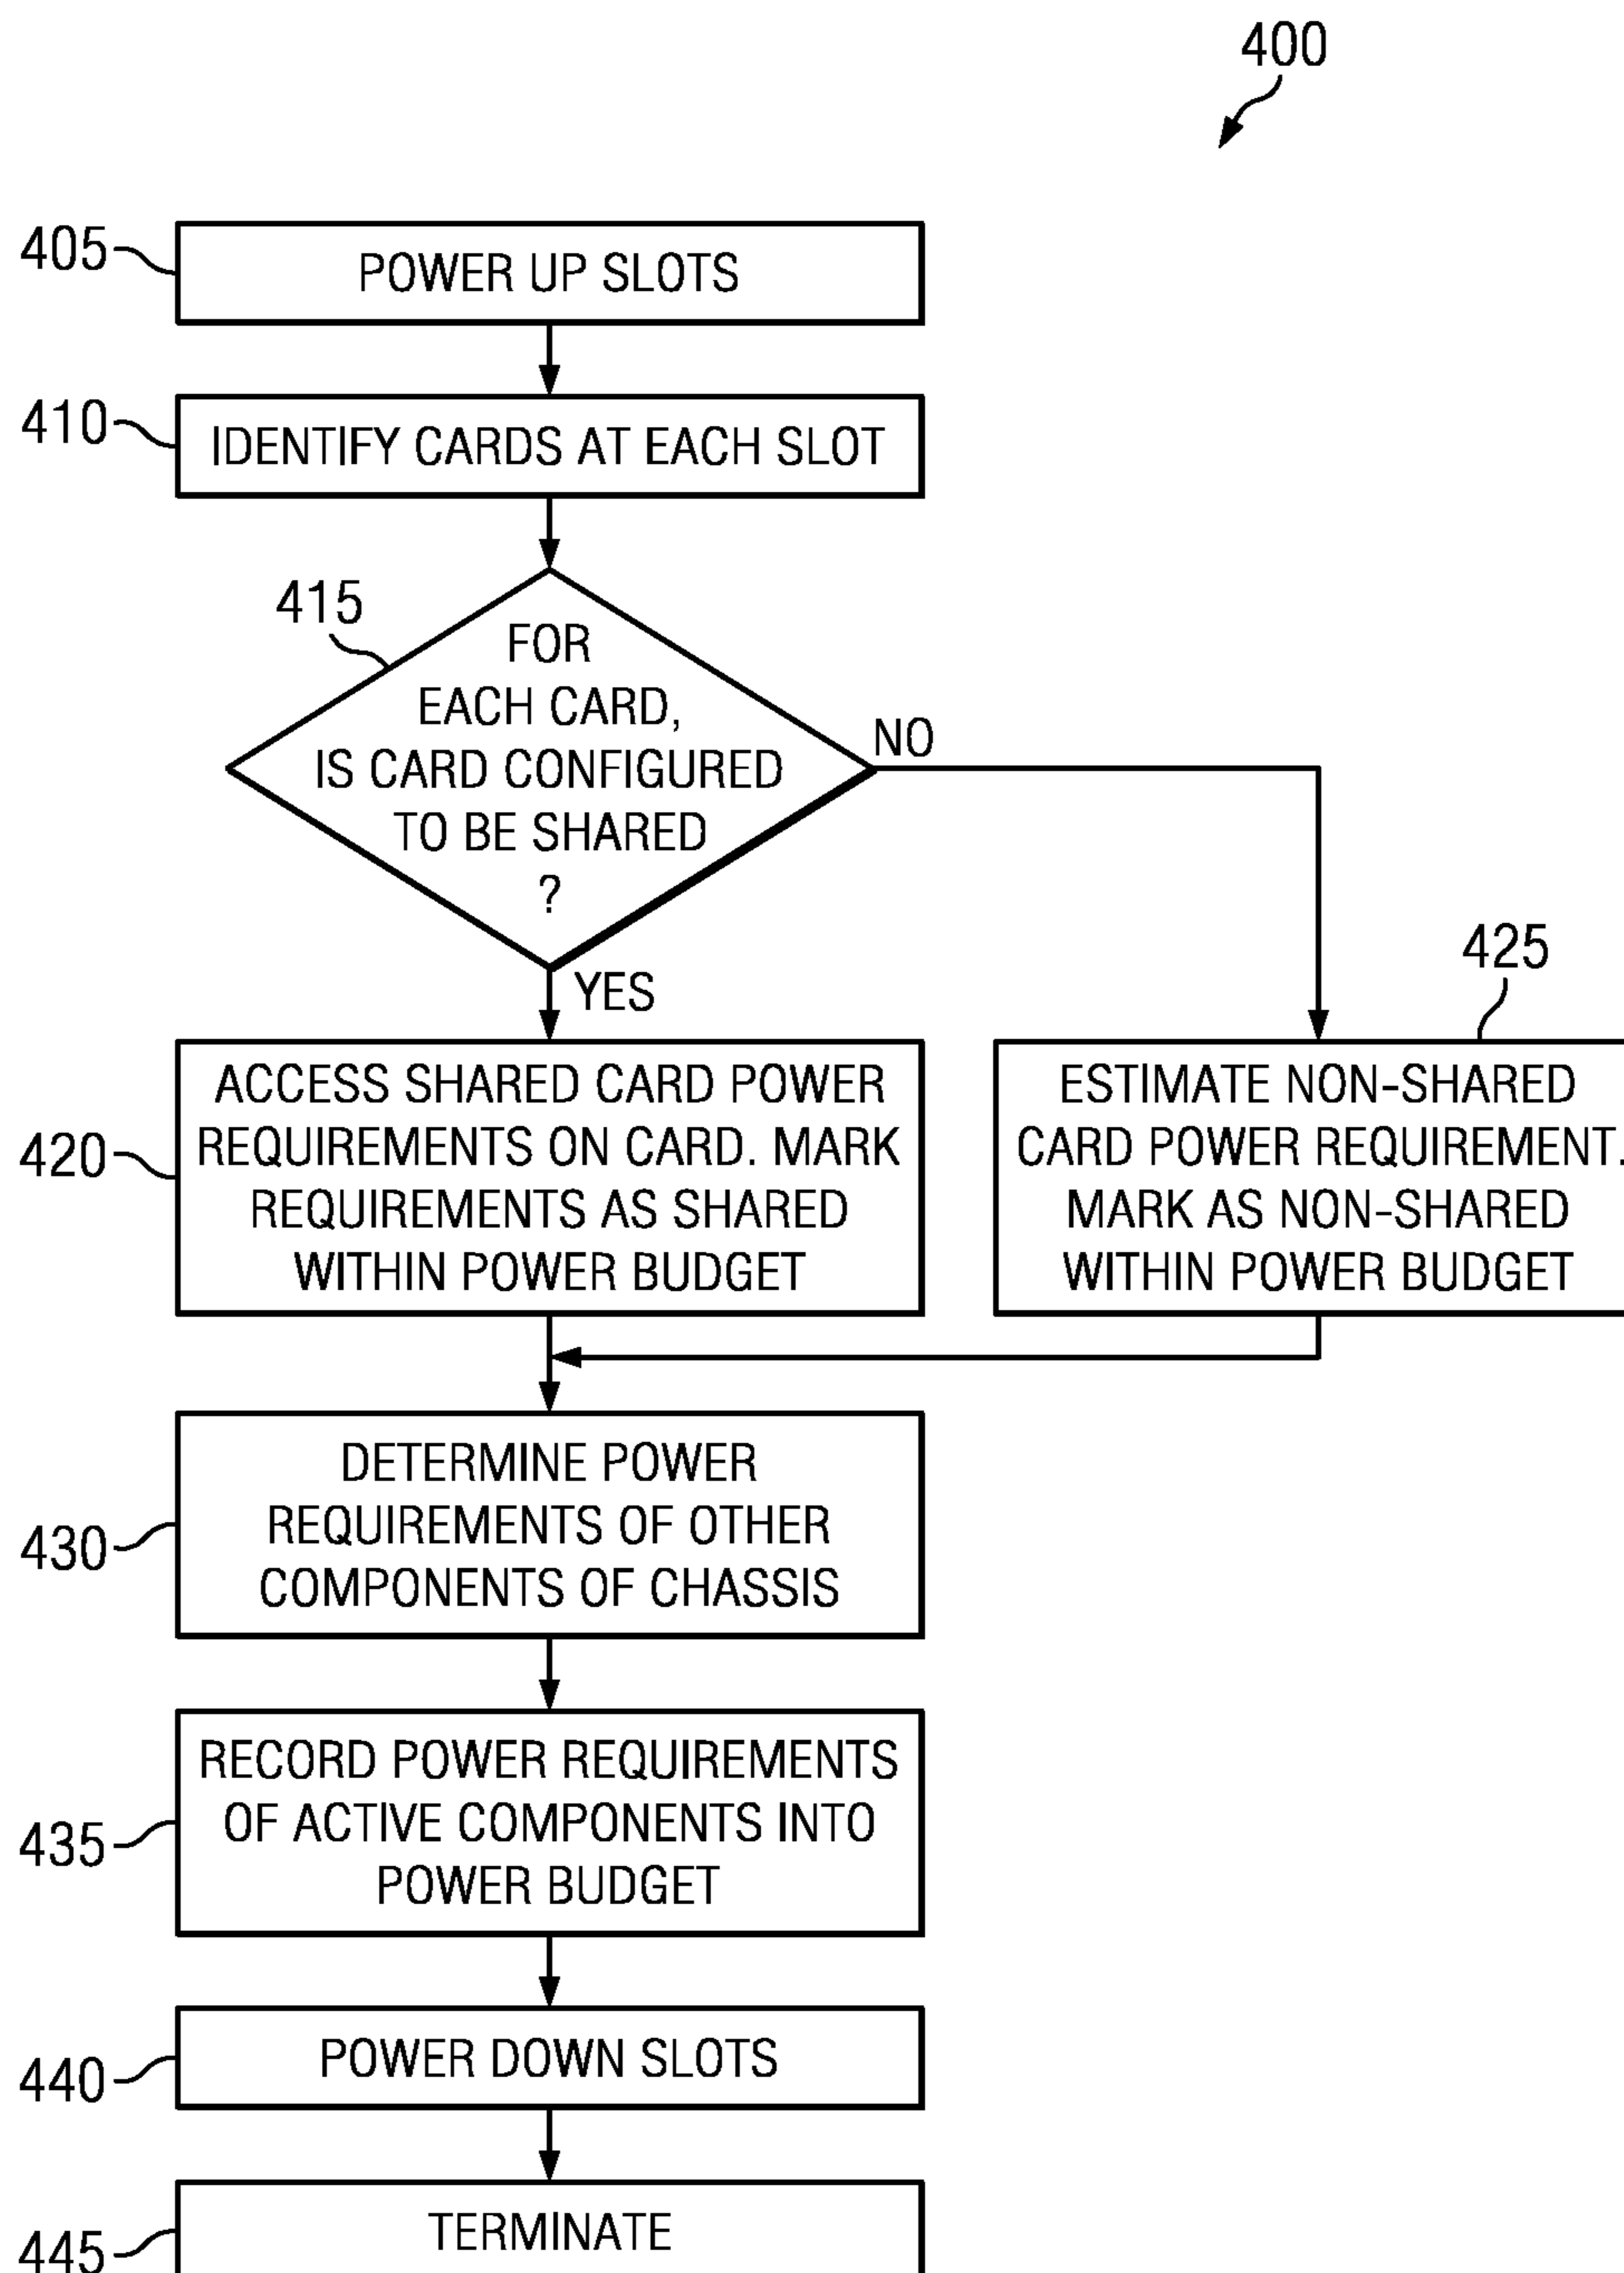 400
405
POWER UP SLOTS
410
IDENTIFY CARDS AT EACH SLOT
415
FOR
EACH CARD,
IS CARD CONFIGURED
TO BE SHARED
?
NO
YES
420
ACCESS SHARED CARD POWER
REQUIREMENTS ON CARD. MARK
REQUIREMENTS AS SHARED
WITHIN POWER BUDGET
425
ESTIMATE NON-SHARED
CARD POWER REQUIREMENT.
MARK AS NON-SHARED
WITHIN POWER BUDGET
430
DETERMINE POWER
REQUIREMENTS OF OTHER
COMPONENTS OF CHASSIS
435
RECORD POWER REQUIREMENTS
OF ACTIVE COMPONENTS INTO
POWER BUDGET
440
POWER DOWN SLOTS
445
TERMINATE